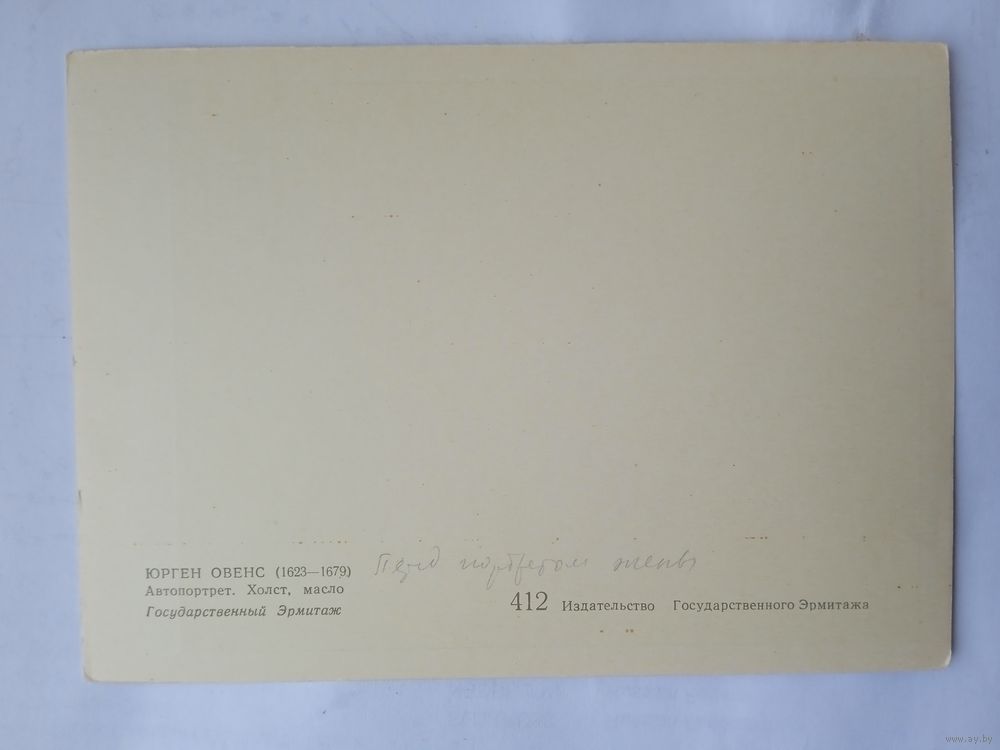 ЮРГЕН ОВЕНС (1623—1679)
Автопортрет. Холст, масло
Государственный Эрмитаж
портретом жены
412 Издательство Государственного Эрмитажа
www.ay.by